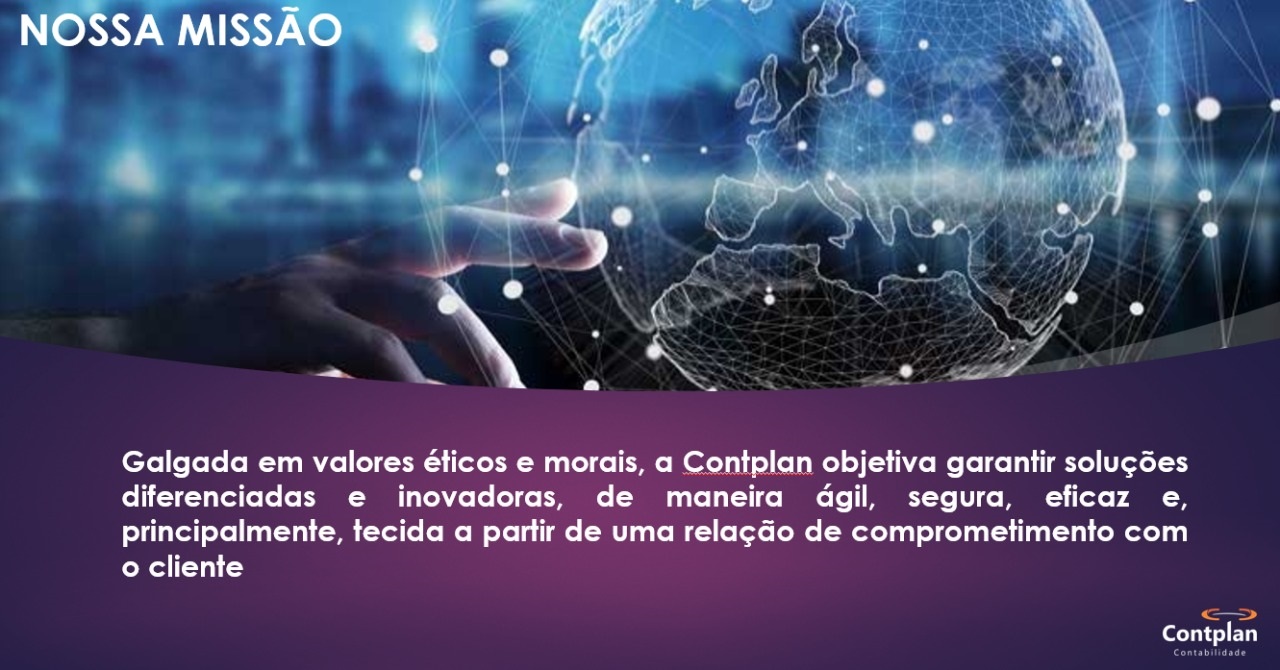 NOSSA MISSÃO
Galgada em valores éticos e morais, a Contplan objetiva garantir soluções
diferenciadas e inovadoras, de maneira ágil, segura, eficaz e,
principalmente, tecida a partir de uma relação de comprometimento com
o cliente
Contplan
Contabilidade